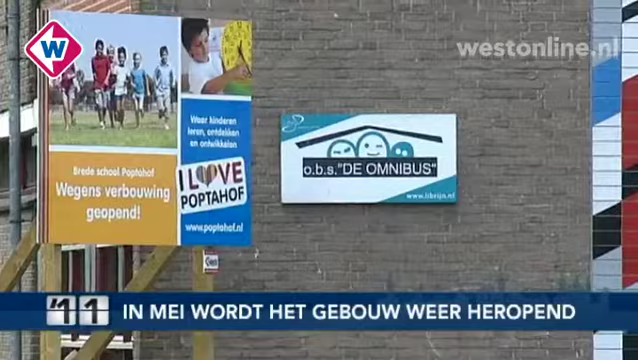 W
westonline.nl
Waar kinderen
leren, ontdekken
en ontwikkelen
Brede school Poptahof
Wegens verbouwing
geopend!
I LOVE
POPTAHOF
www.poptahof.nl
o.b.s. "DE OMNIBUS"
www.librijn.nl
'11 IN MEI WORDT HET GEBOUW WEER HEROPEND